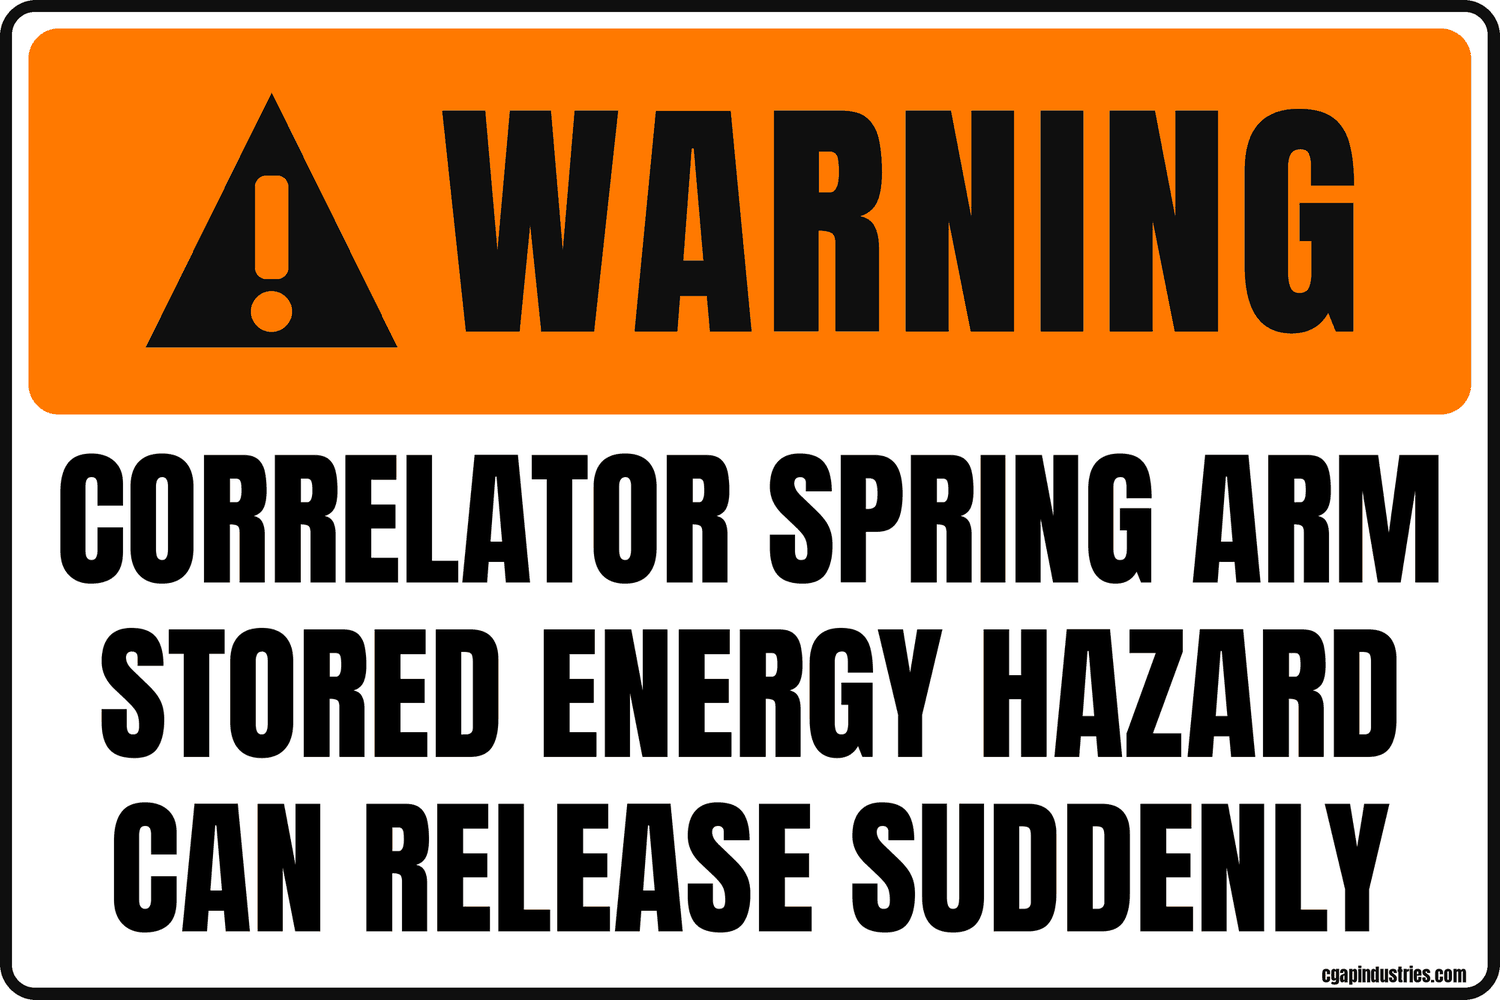 WARNING
CORRELATOR SPRING ARM
STORED ENERGY HAZARD
CAN RELEASE SUDDENLY
cgapindustries.com